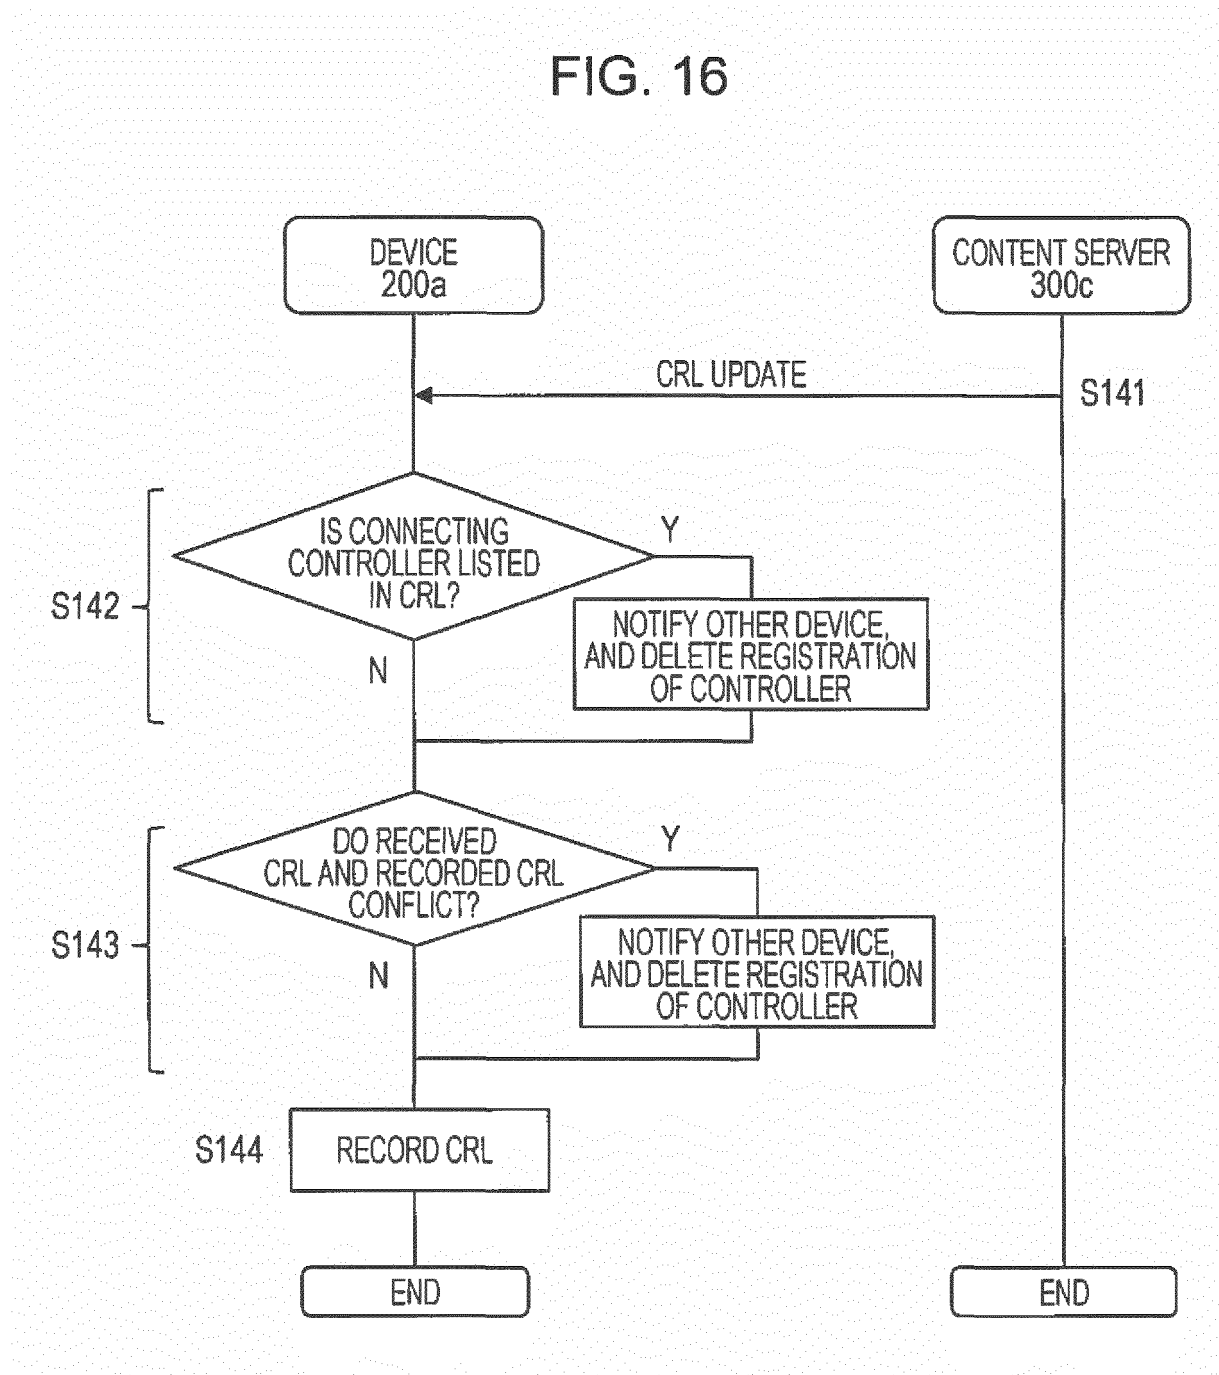 FIG. 16
DEVICE
200a
CONTENT SERVER
300c
CRL UPDATE
S141
IS CONNECTING
CONTROLLER LISTED
IN CRL?
Y
S142
NOTIFY OTHER DEVICE,
AND DELETE REGISTRATION
OF CONTROLLER
N
DO RECEIVED
CRL AND RECORDED CRL
CONFLICT?
Y
S143
NOTIFY OTHER DEVICE,
AND DELETE REGISTRATION
OF CONTROLLER
N
S144
RECORD CRL
END
END